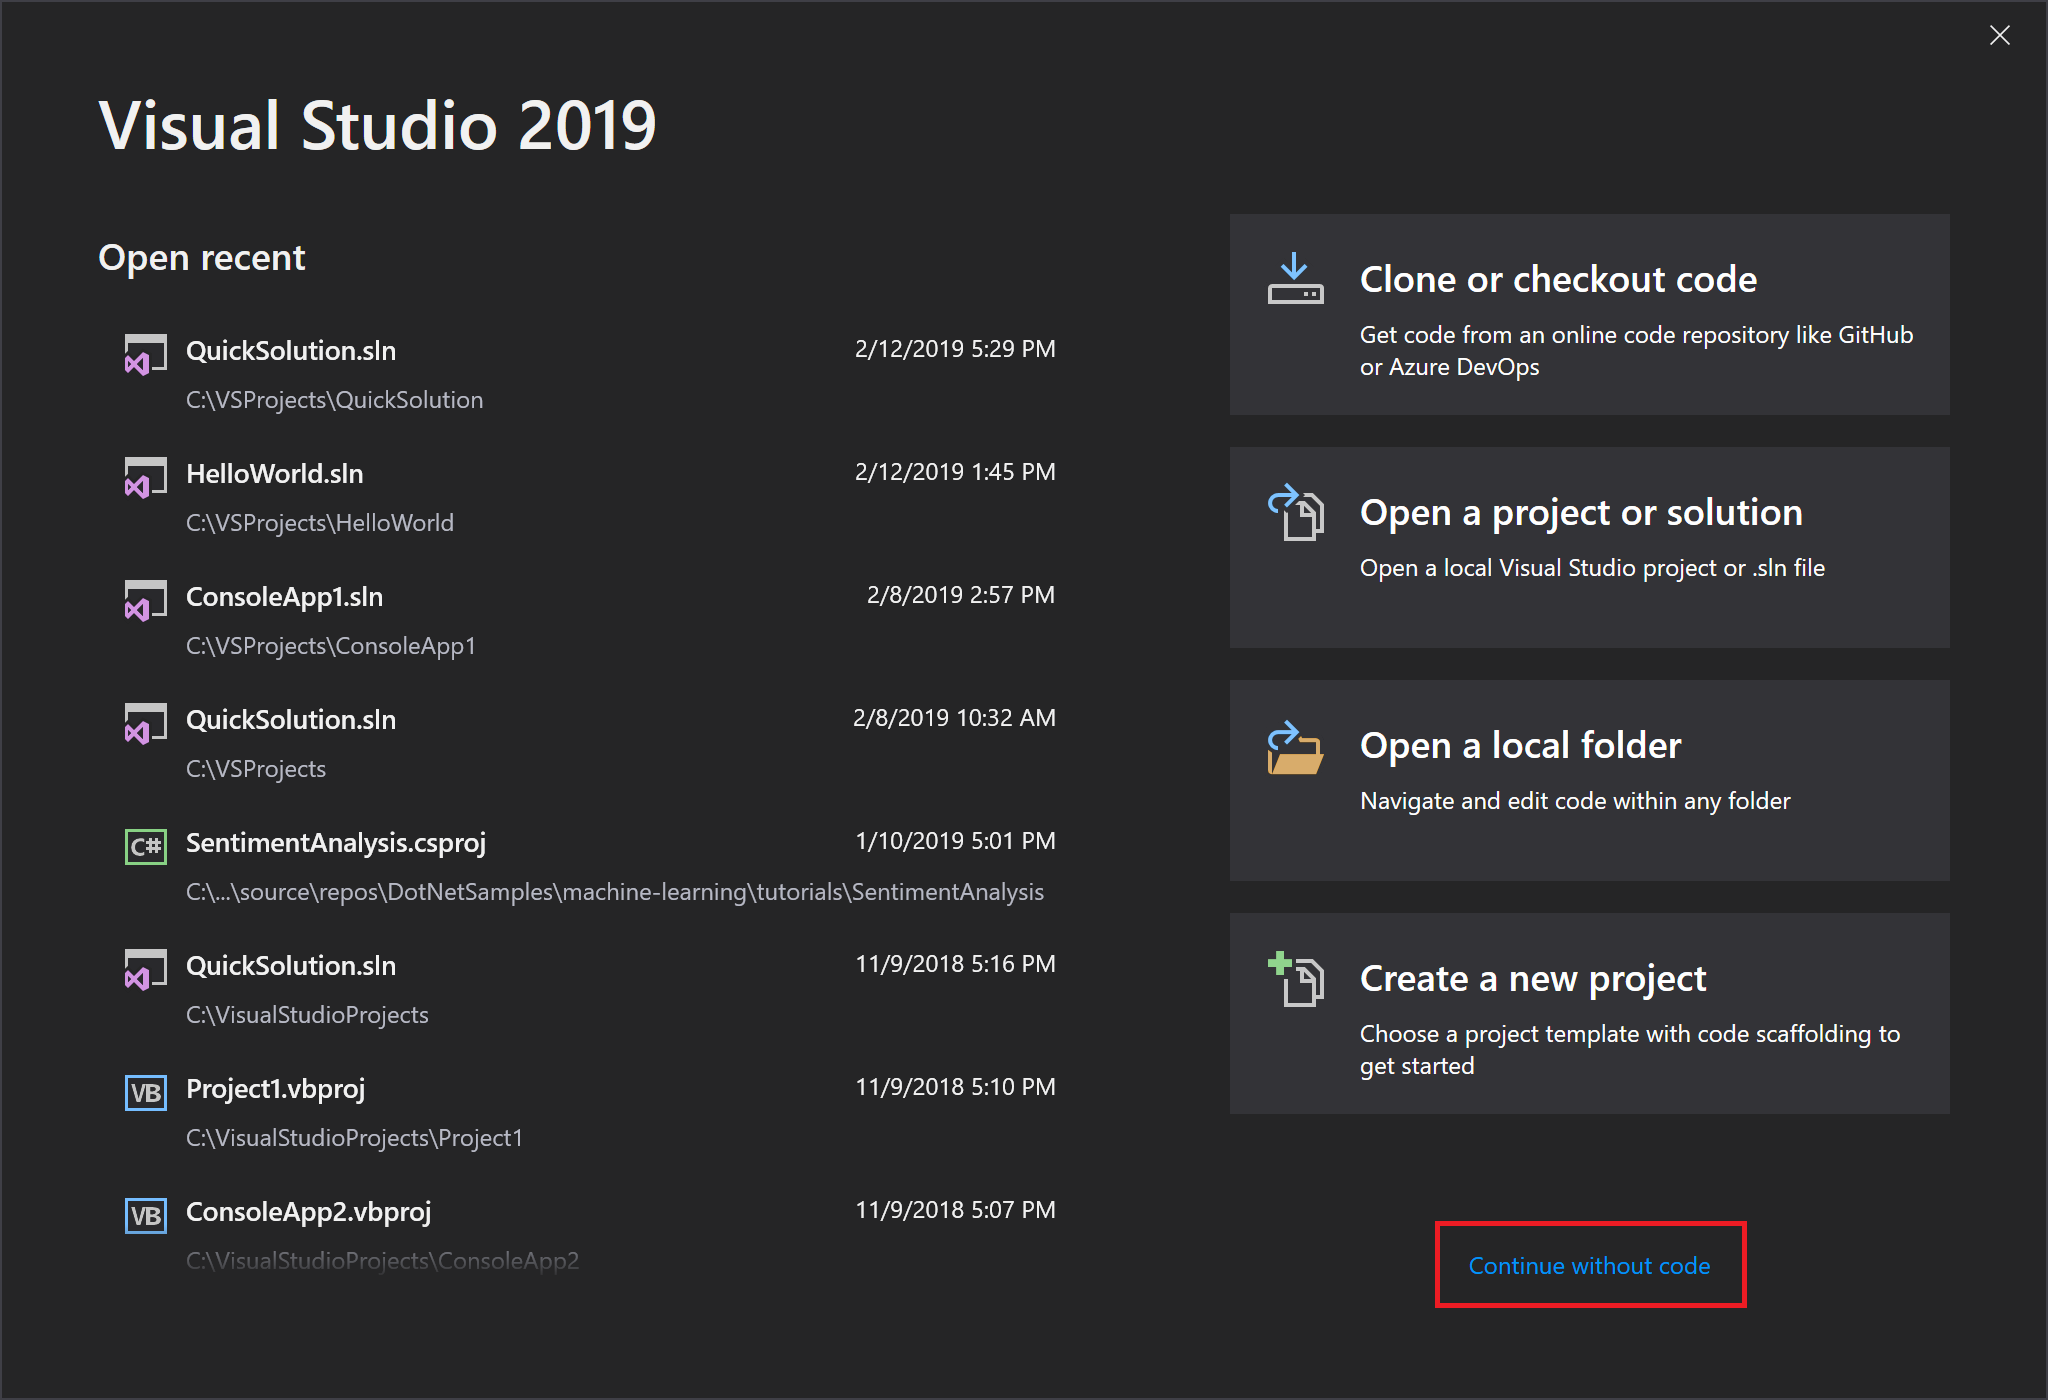 Visual Studio 2019
Open recent
QuickSolution.sln 2/12/2019 5:29 PM
C:\VSProjects\QuickSolution
HelloWorld.sln 2/12/2019 1:45 PM
C:\VSProjects\HelloWorld
ConsoleApp1.sln 2/8/2019 2:57 PM
C:\VSProjects\ConsoleApp1
QuickSolution.sln 2/8/2019 10:32 AM
C:\VSProjects
C# SentimentAnalysis.csproj 1/10/2019 5:01 PM
C:\...\source\repos\DotNetSamples\machine-learning\tutorials\SentimentAnalysis
QuickSolution.sln 11/9/2018 5:16 PM
C:\VisualStudioProjects
VB Project1.vbproj 11/9/2018 5:10 PM
C:\VisualStudioProjects\Project1
VB ConsoleApp2.vbproj 11/9/2018 5:07 PM
C:\VisualStudioProjects\ConsoleApp2
Clone or checkout code
Get code from an online code repository like GitHub
or Azure DevOps
Open a project or solution
Open a local Visual Studio project or .sln file
Open a local folder
Navigate and edit code within any folder
Create a new project
Choose a project template with code scaffolding to
get started
Continue without code